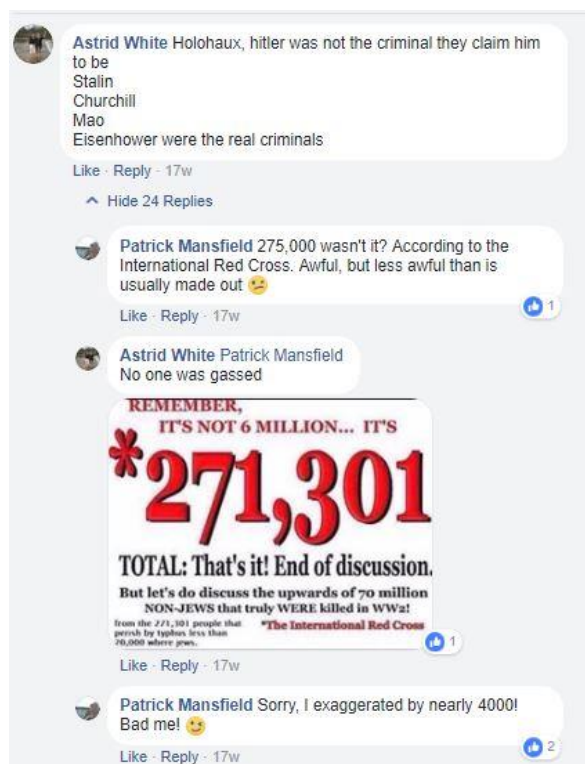 Astrid White Holohaux, hitler was not the criminal they claim him
to be
Stalin
Churchill
Mao
Eisenhower were the real criminals
Like · Reply · 17w
Hide 24 Replies
Patrick Mansfield 275,000 wasn't it? According to the
International Red Cross. Awful, but less awful than is
usually made out
1
Like · Reply · 17w
Astrid White Patrick Mansfield
No one was gassed
REMEMBER,
IT'S NOT 6 MILLION... IT'S
*271,301
TOTAL: That's it! End of discussion.
But let's do discuss the upwards of 70 million
NON-JEWS that truly WERE killed in WW2!
from the 271,301 people that
perish by typhus less than
20,000 where jews.
*The International Red Cross
1
Like · Reply · 17w
Patrick Mansfield Sorry, I exaggerated by nearly 4000!
Bad me!
2
Like · Reply · 17w